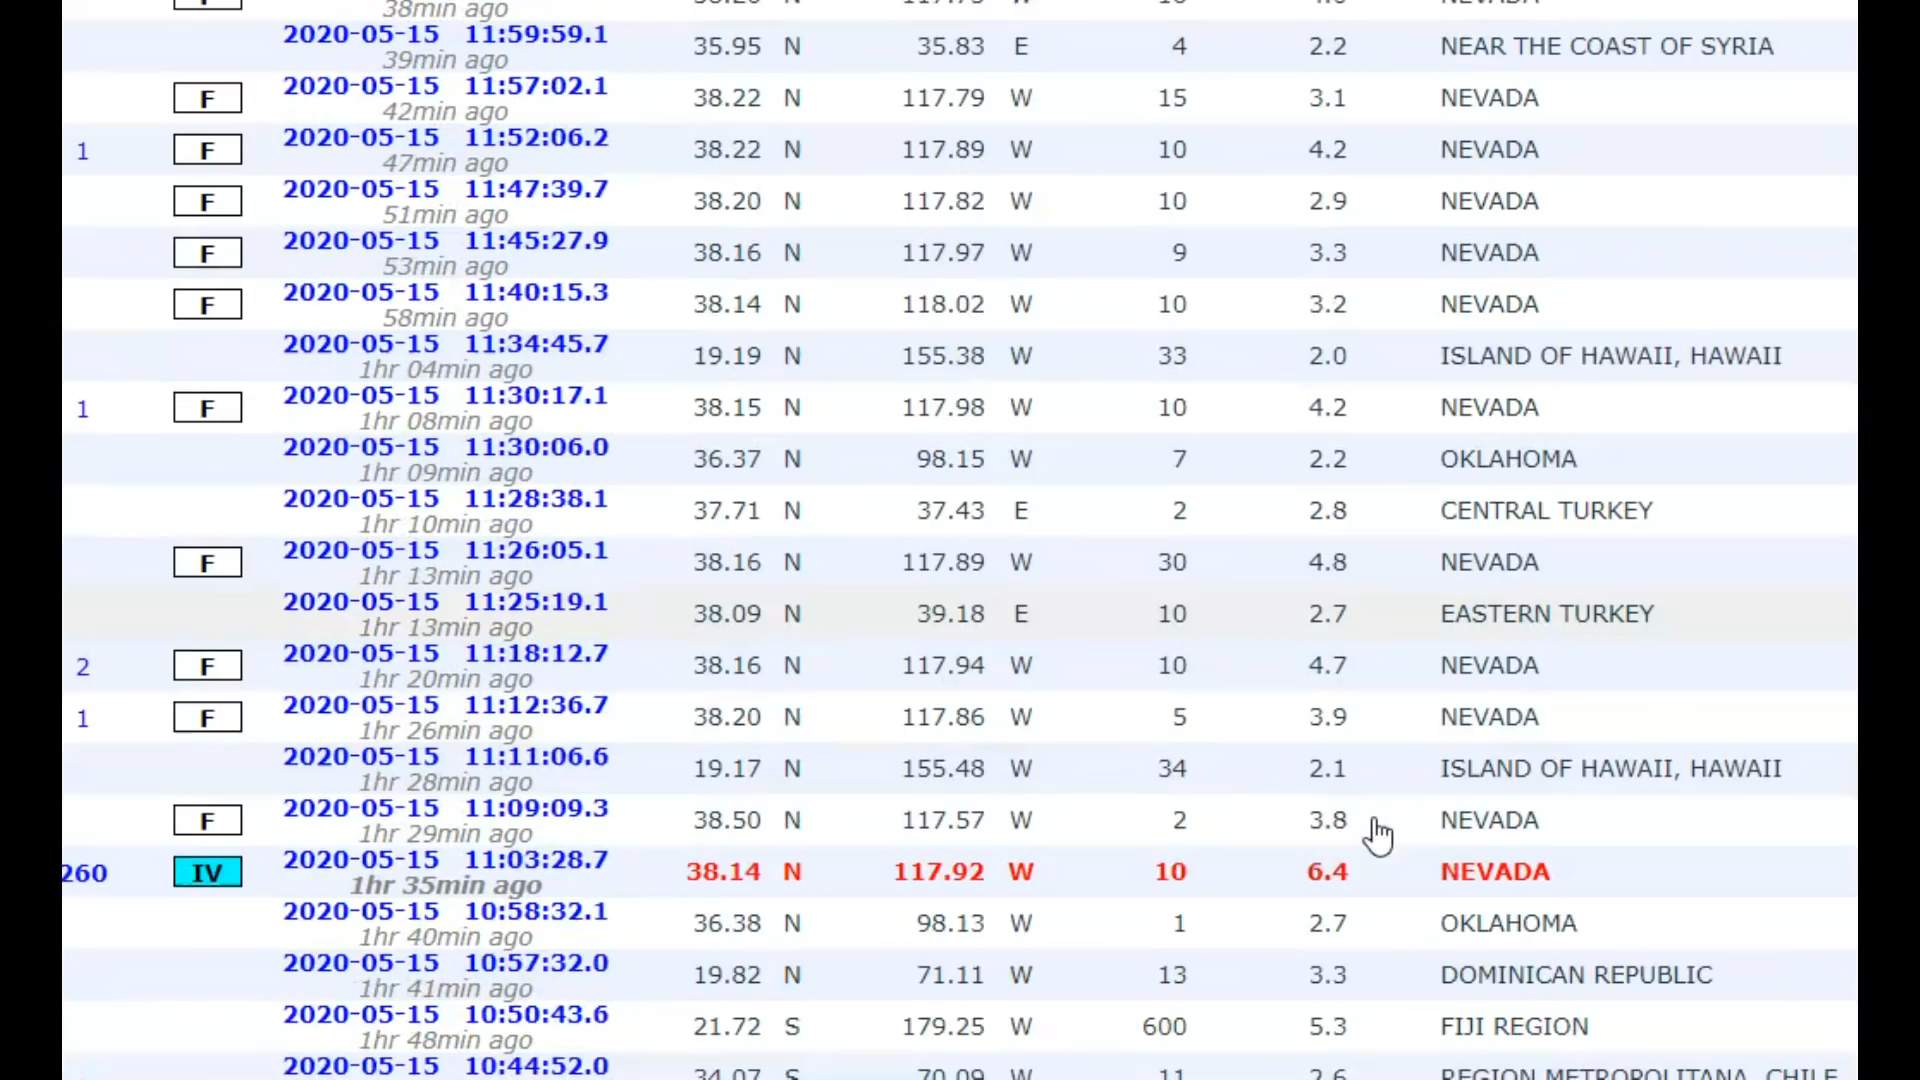 38min ago
2020-05-15 11:59:59.1 35.95 N 35.83 E 4 2.2 NEAR THE COAST OF SYRIA
39min ago
F 2020-05-15 11:57:02.1 38.22 N 117.79 W 15 3.1 NEVADA
42min ago
1 F 2020-05-15 11:52:06.2 38.22 N 117.89 W 10 4.2 NEVADA
47min ago
F 2020-05-15 11:47:39.7 38.20 N 117.82 W 10 2.9 NEVADA
51min ago
F 2020-05-15 11:45:27.9 38.16 N 117.97 W 9 3.3 NEVADA
53min ago
F 2020-05-15 11:40:15.3 38.14 N 118.02 W 10 3.2 NEVADA
58min ago
2020-05-15 11:34:45.7 19.19 N 155.38 W 33 2.0 ISLAND OF HAWAII, HAWAII
1hr 04min ago
1 F 2020-05-15 11:30:17.1 38.15 N 117.98 W 10 4.2 NEVADA
1hr 08min ago
2020-05-15 11:30:06.0 36.37 N 98.15 W 7 2.2 OKLAHOMA
1hr 09min ago
2020-05-15 11:28:38.1 37.71 N 37.43 E 2 2.8 CENTRAL TURKEY
1hr 10min ago
F 2020-05-15 11:26:05.1 38.16 N 117.89 W 30 4.8 NEVADA
1hr 13min ago
2020-05-15 11:25:19.1 38.09 N 39.18 E 10 2.7 EASTERN TURKEY
1hr 13min ago
2 F 2020-05-15 11:18:12.7 38.16 N 117.94 W 10 4.7 NEVADA
1hr 20min ago
1 F 2020-05-15 11:12:36.7 38.20 N 117.86 W 5 3.9 NEVADA
1hr 26min ago
2020-05-15 11:11:06.6 19.17 N 155.48 W 34 2.1 ISLAND OF HAWAII, HAWAII
1hr 28min ago
F 2020-05-15 11:09:09.3 38.50 N 117.57 W 2 3.8 NEVADA
1hr 29min ago
260 IV 2020-05-15 11:03:28.7 38.14 N 117.92 W 10 6.4 NEVADA
1hr 35min ago
2020-05-15 10:58:32.1 36.38 N 98.13 W 1 2.7 OKLAHOMA
1hr 40min ago
2020-05-15 10:57:32.0 19.82 N 71.11 W 13 3.3 DOMINICAN REPUBLIC
1hr 41min ago
2020-05-15 10:50:43.6 21.72 S 179.25 W 600 5.3 FIJI REGION
1hr 48min ago
2020-05-15 10:44:52.0 34.07 S 70.09 W 11 2.6 REGION METROPOLITANA, CHILE